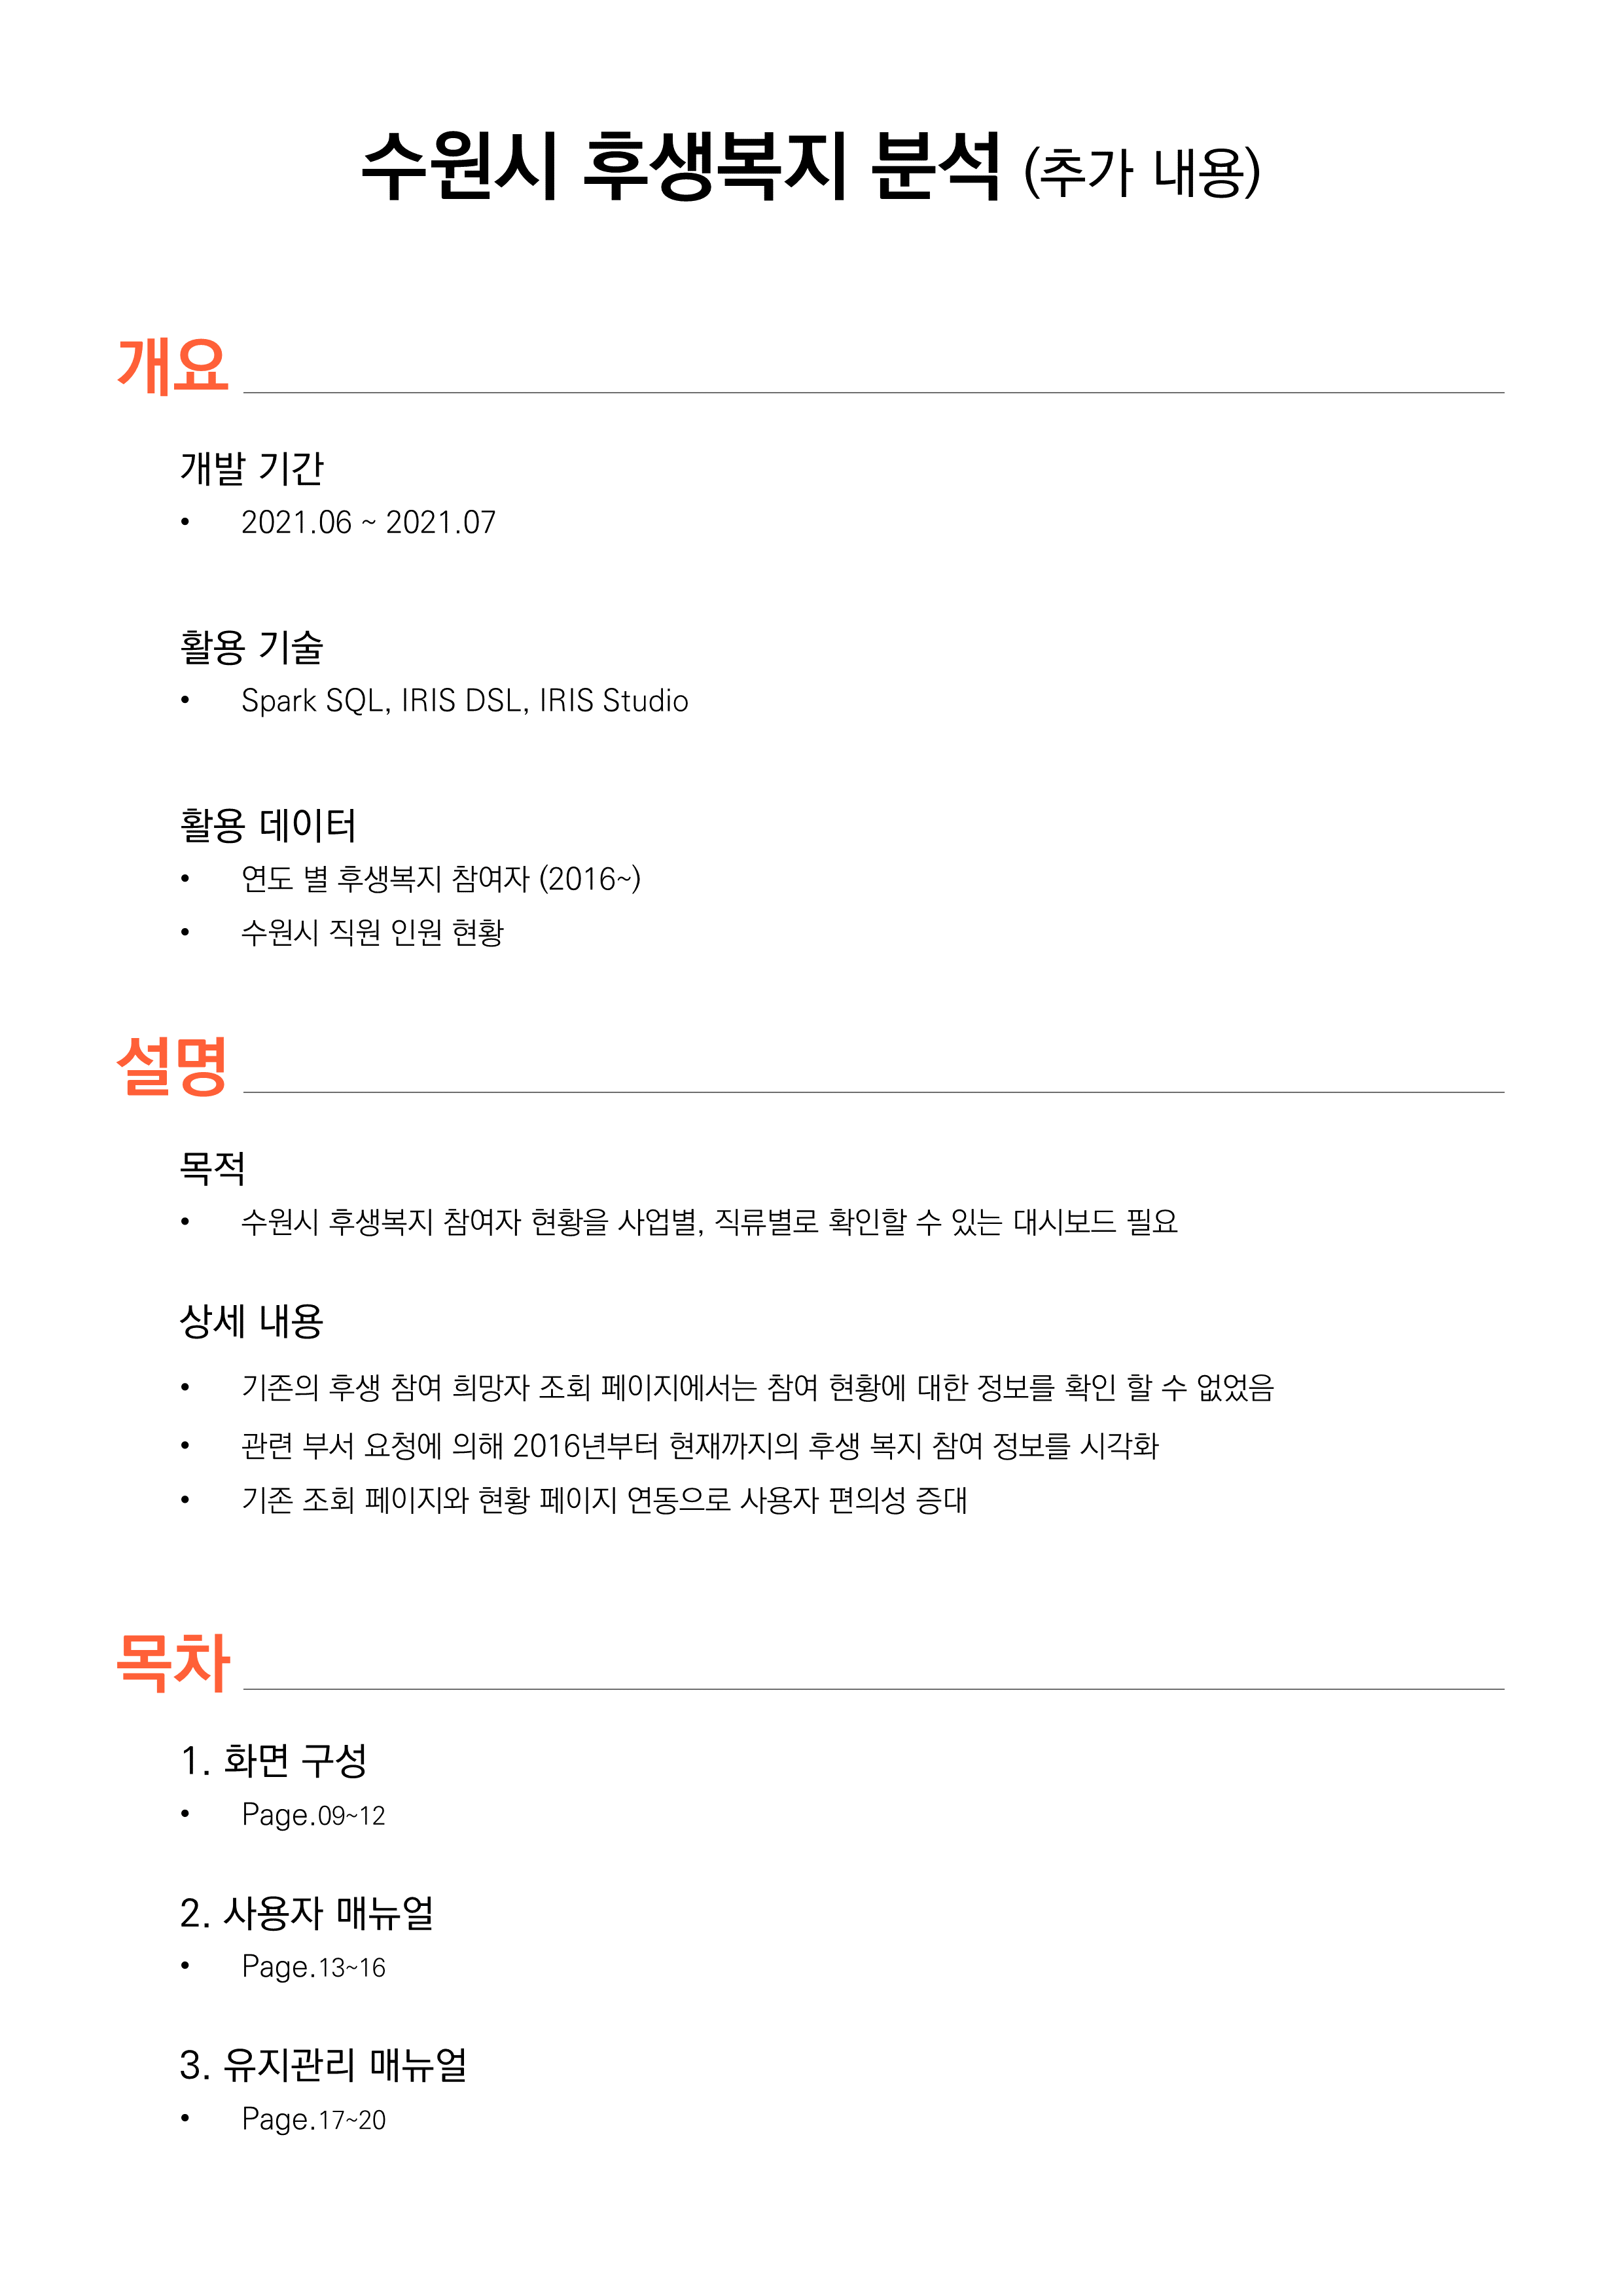 수원시 후생복지 분석 (추가 내용)
개요
개발 기간
• 2021.06 ~ 2021.07
활용 기술
• Spark SQL, IRIS DSL, IRIS Studio
활용 데이터
• 연도 별 후생복지 참여자 (2016~)
• 수원시 직원 인원 현황
설명
목적
• 수원시 후생복지 참여자 현황을 사업별, 직류별로 확인할 수 있는 대시보드 필요
상세 내용
• 기존의 후생 참여 희망자 조회 페이지에서는 참여 현황에 대한 정보를 확인 할 수 없었음
• 관련 부서 요청에 의해 2016년부터 현재까지의 후생 복지 참여 정보를 시각화
• 기존 조회 페이지와 현황 페이지 연동으로 사용자 편의성 증대
목차
1. 화면 구성
• Page.09~12
2. 사용자 매뉴얼
• Page.13~16
3. 유지관리 매뉴얼
• Page.17~20